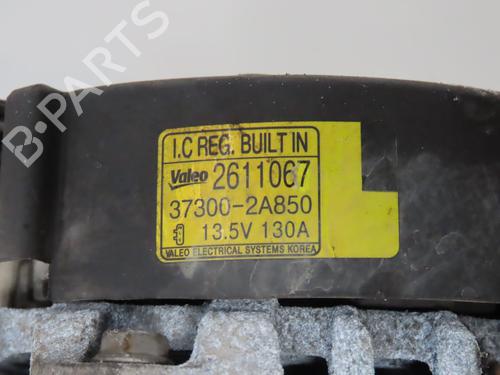 B-PARTS
I.C REG. BUILT IN
Valeo 2611067
37300-2A850
13.5V 130A
VALEO ELECTRICAL SYSTEMS KOREA